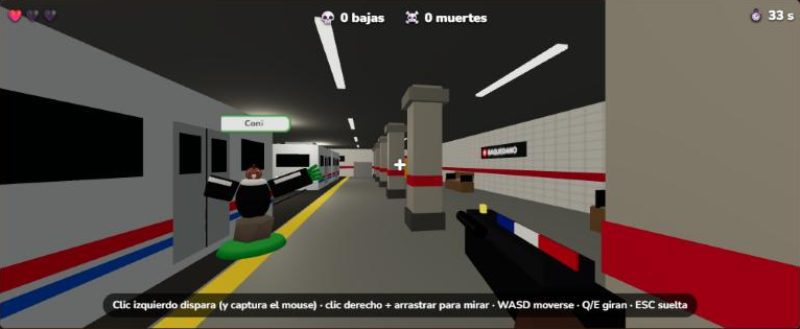 0 bajas
0 muertes
33 s
Coni
BAQUEDANO
Clic izquierdo dispara (y captura el mouse) · clic derecho + arrastrar para mirar · WASD moverse · Q/E giran · ESC suelta